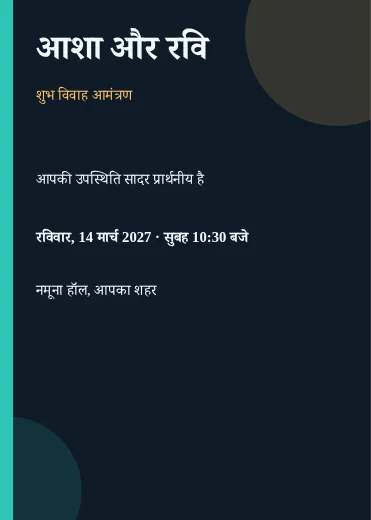 आशा और रवि
शुभ विवाह आमंत्रण
आपकी उपस्थिति सादर प्रार्थनीय है
रविवार, 14 मार्च 2027 · सुबह 10:30 बजे
नमूना हॉल, आपका शहर